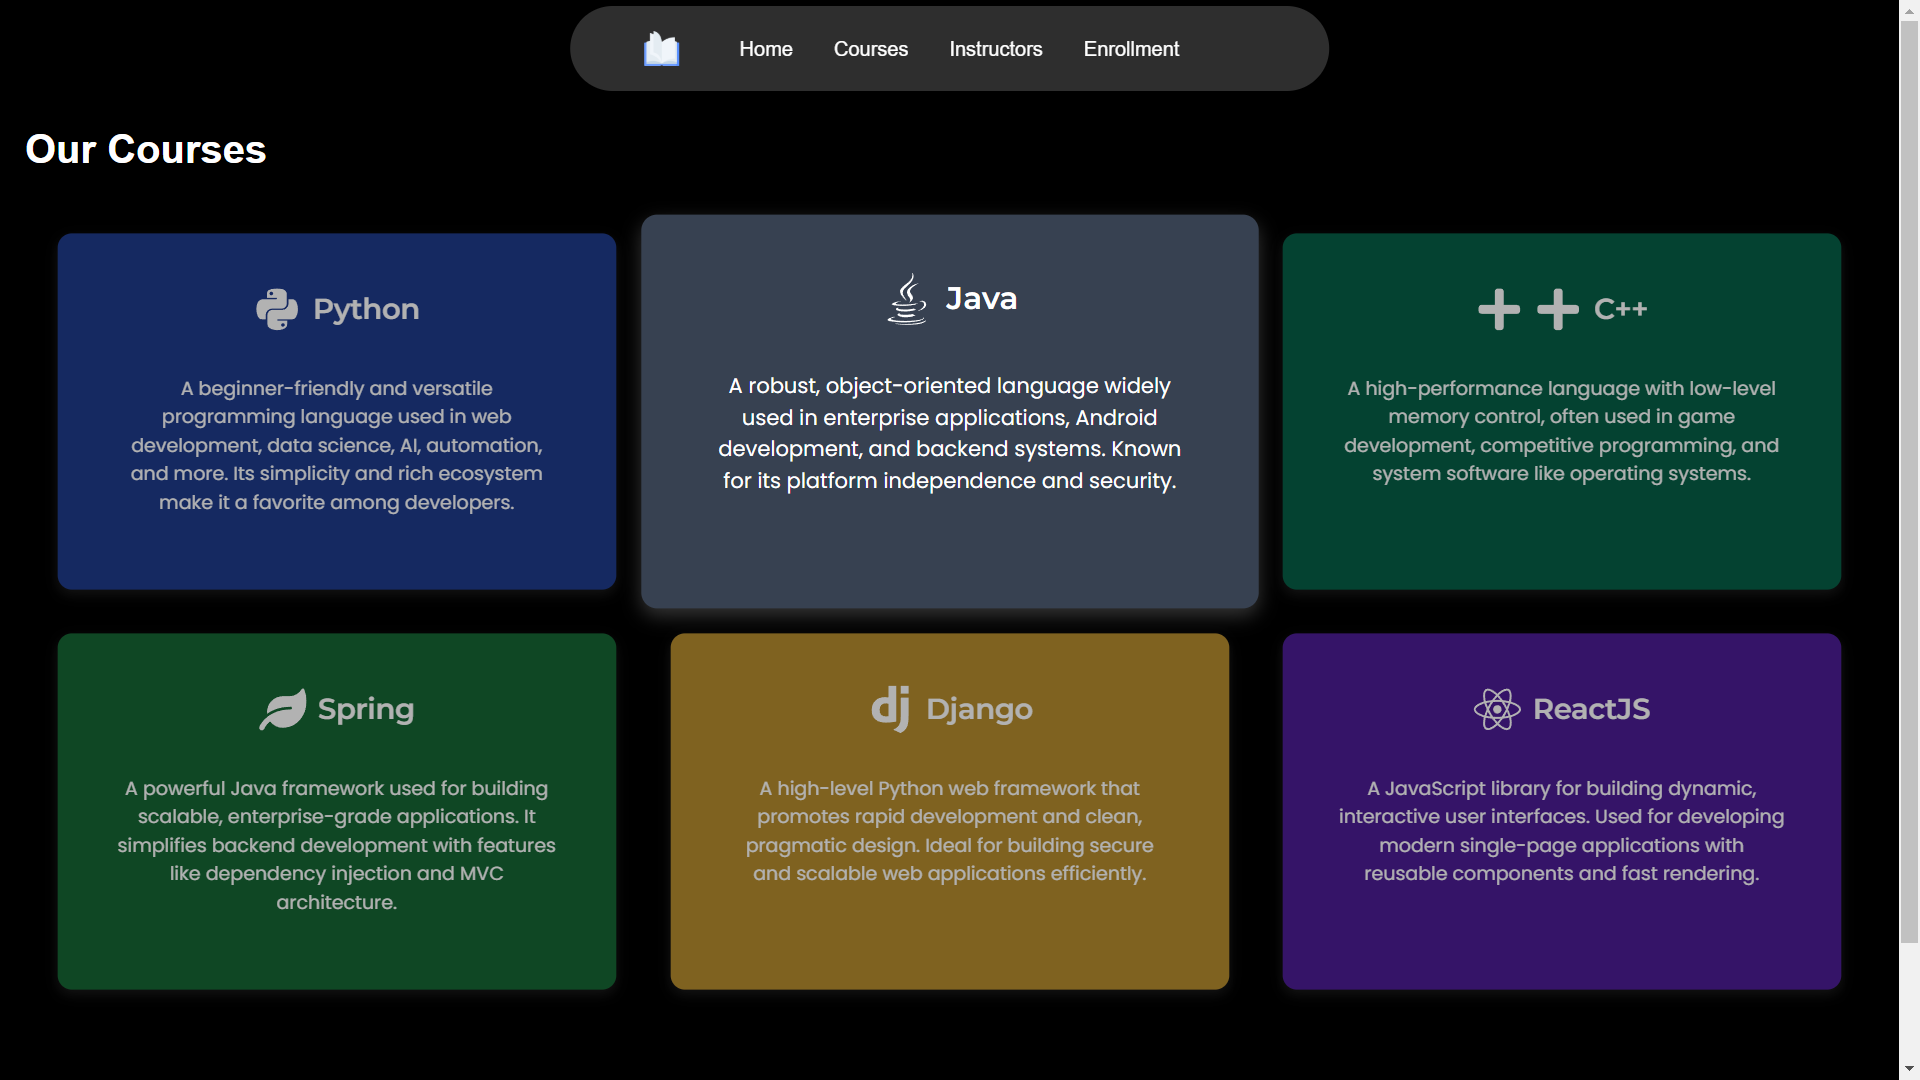 Home Courses Instructors Enrollment
Our Courses
Python
A beginner-friendly and versatile
programming language used in web
development, data science, AI, automation,
and more. Its simplicity and rich ecosystem
make it a favorite among developers.
Java
A robust, object-oriented language widely
used in enterprise applications, Android
development, and backend systems. Known
for its platform independence and security.
C++
A high-performance language with low-level
memory control, often used in game
development, competitive programming, and
system software like operating systems.
Spring
A powerful Java framework used for building
scalable, enterprise-grade applications. It
simplifies backend development with features
like dependency injection and MVC
architecture.
dj Django
A high-level Python web framework that
promotes rapid development and clean,
pragmatic design. Ideal for building secure
and scalable web applications efficiently.
ReactJS
A JavaScript library for building dynamic,
interactive user interfaces. Used for developing
modern single-page applications with
reusable components and fast rendering.